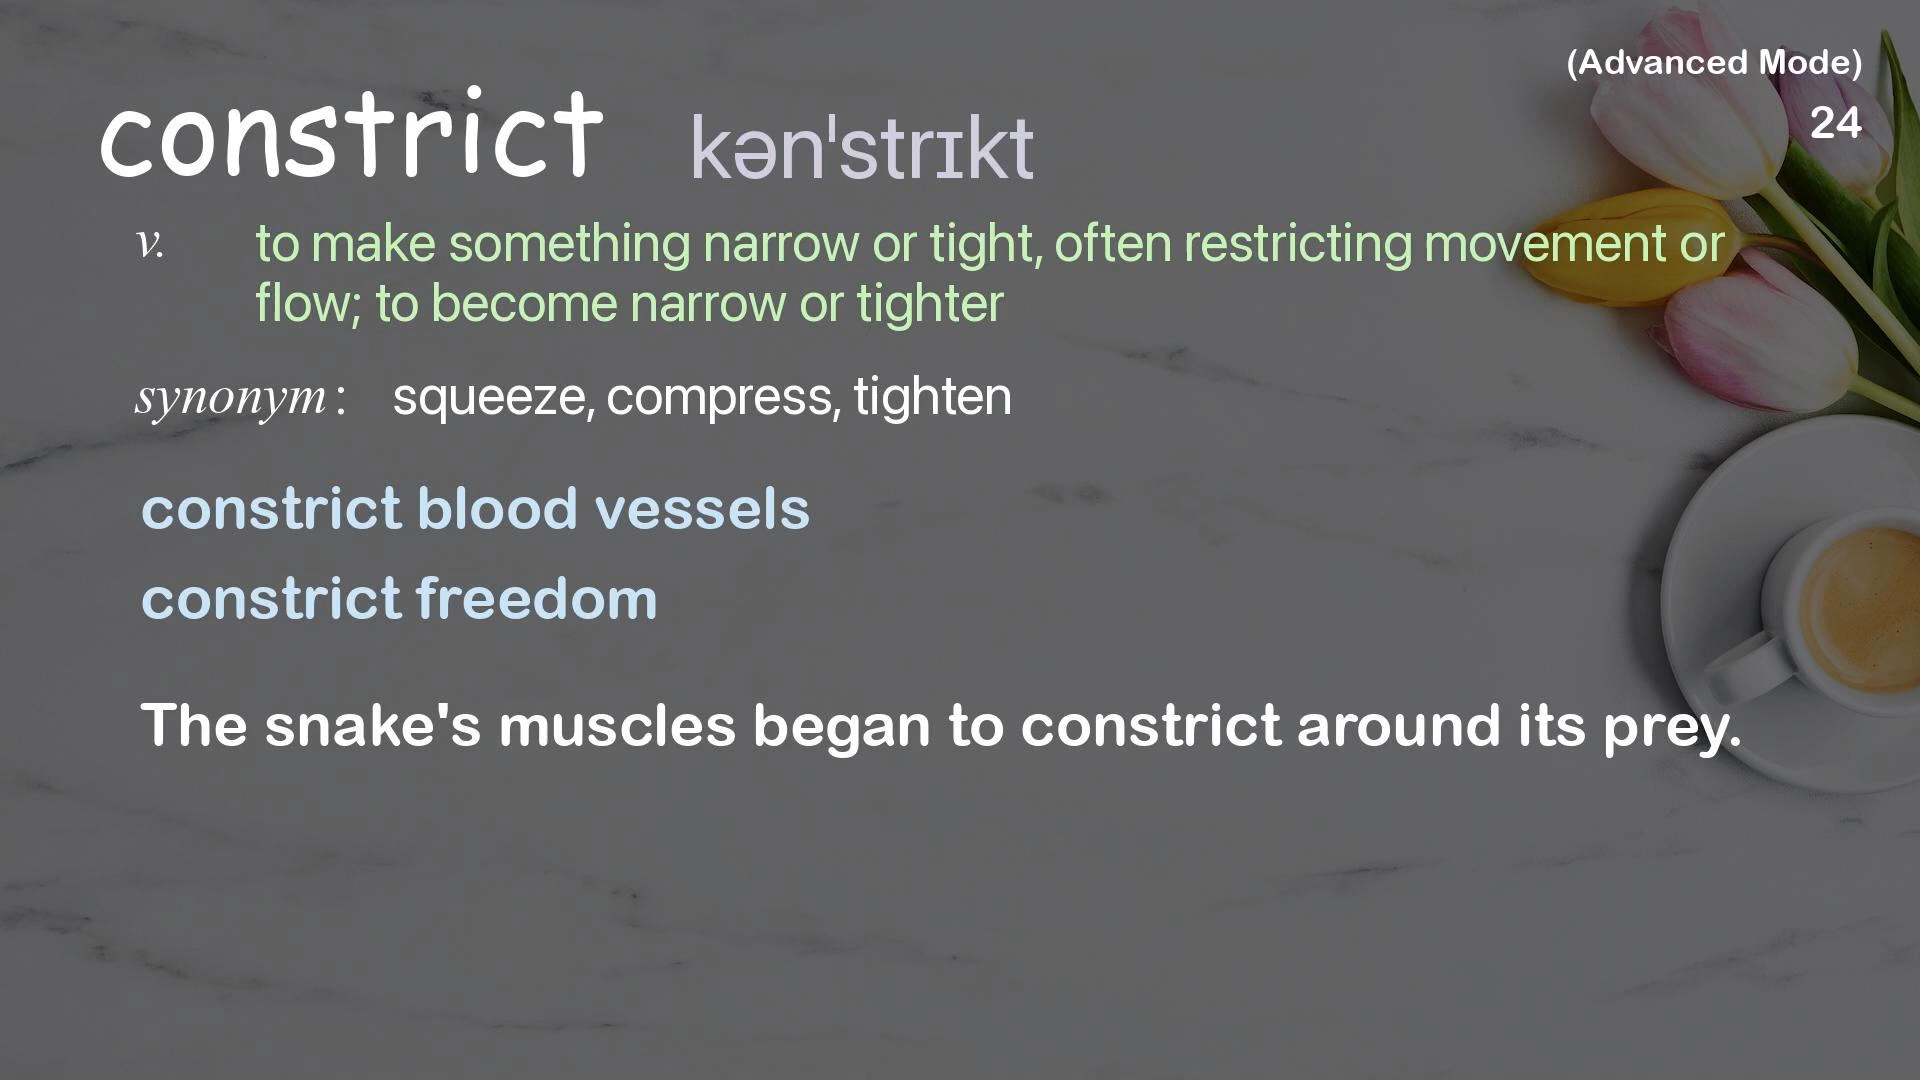 (Advanced Mode)
24
constrict kən'strɪkt
v. to make something narrow or tight, often restricting movement or
flow; to become narrow or tighter
synonym : squeeze, compress, tighten
constrict blood vessels
constrict freedom
The snake's muscles began to constrict around its prey.